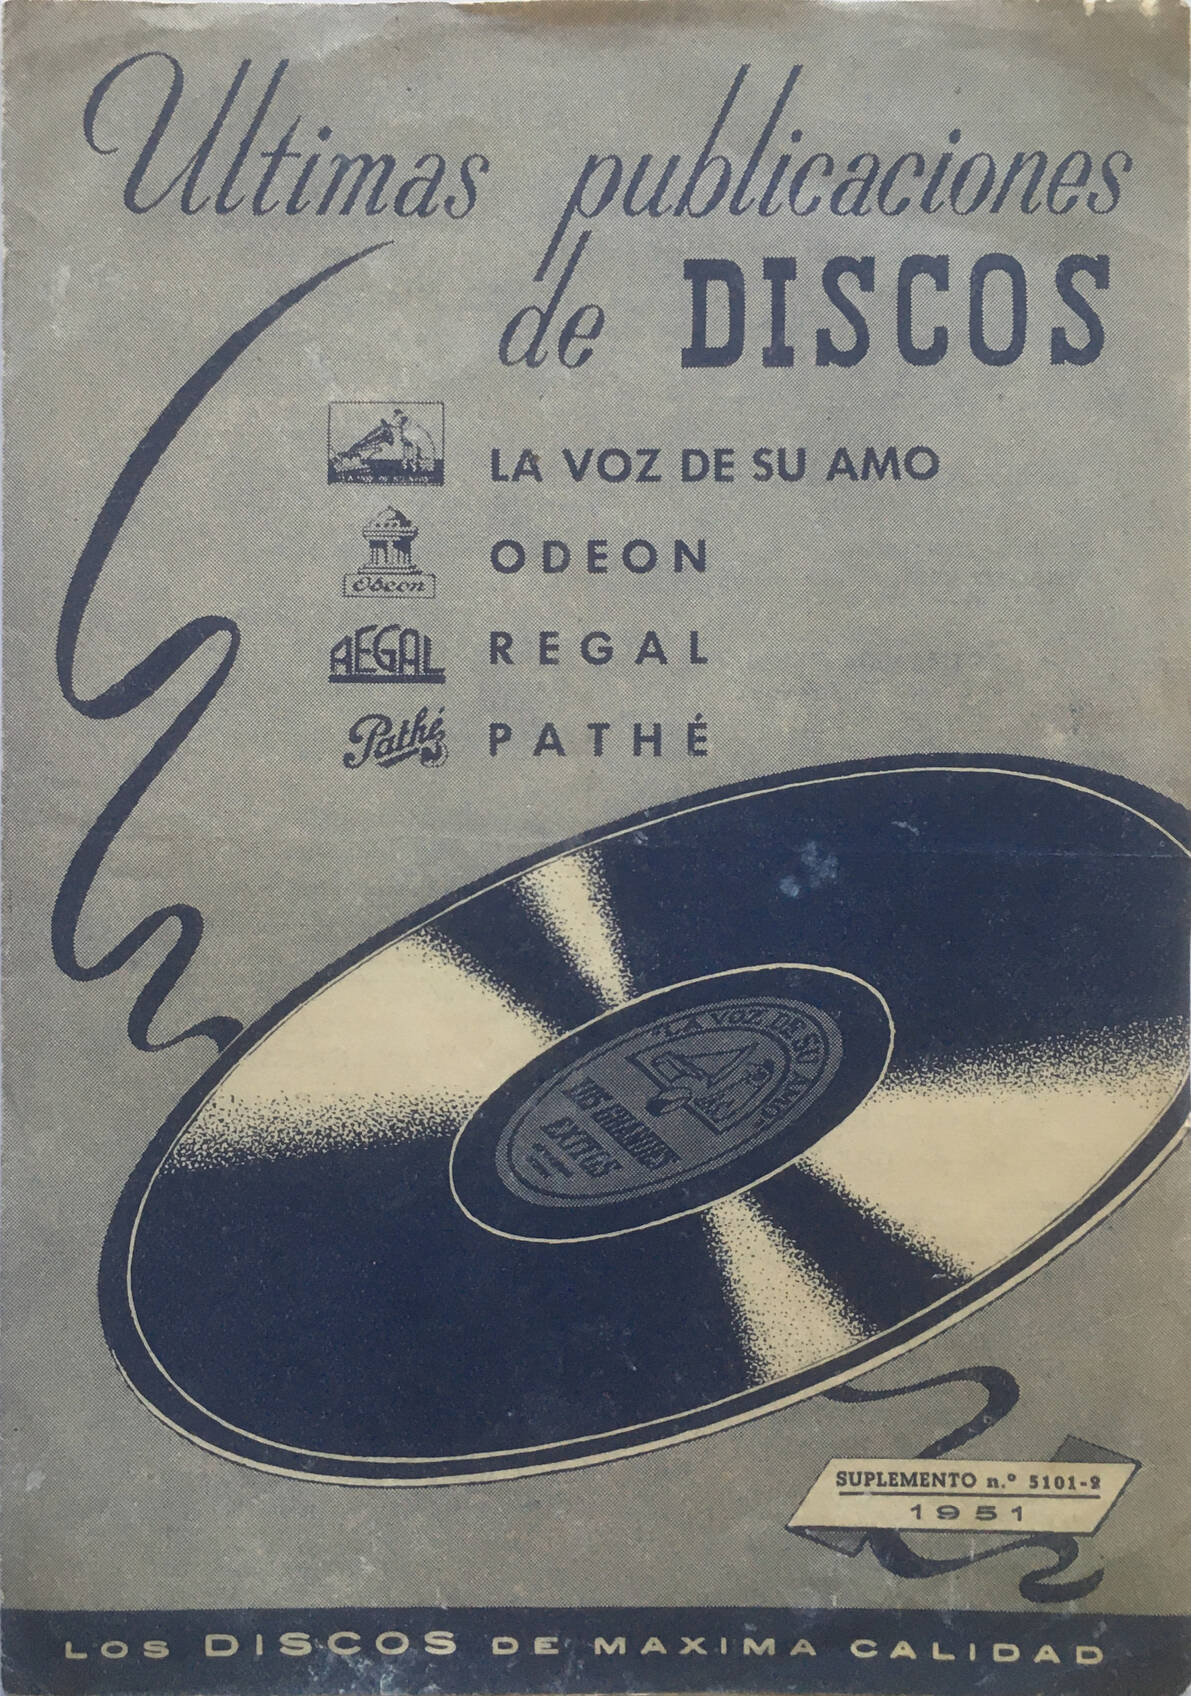 Ultimas publicaciones
de DISCOS
LA VOZ DE SU AMO
Odeon
ODEON
REGAL
REGAL
Pathé
PATHÉ
"LA VOZ DE SU AMO"
LOS GRANDES
EXITOS
SUPLEMENTO n.º 5101-2
1951
LOS DISCOS DE MAXIMA CALIDAD